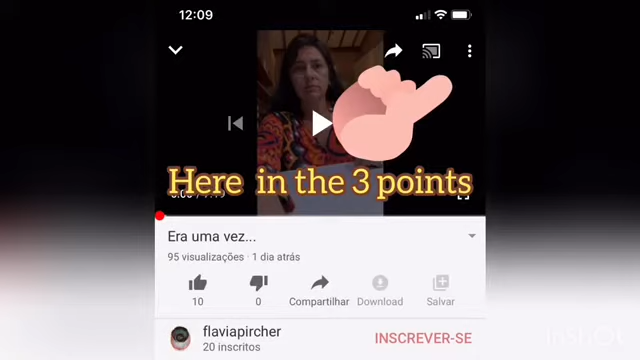 12:09
Here in the 3 points
Era uma vez...
95 visualizações · 1 dia atrás
10
0
Compartilhar
Download
Salvar
flaviapircher
20 inscritos
INSCREVER-SE
InShOt